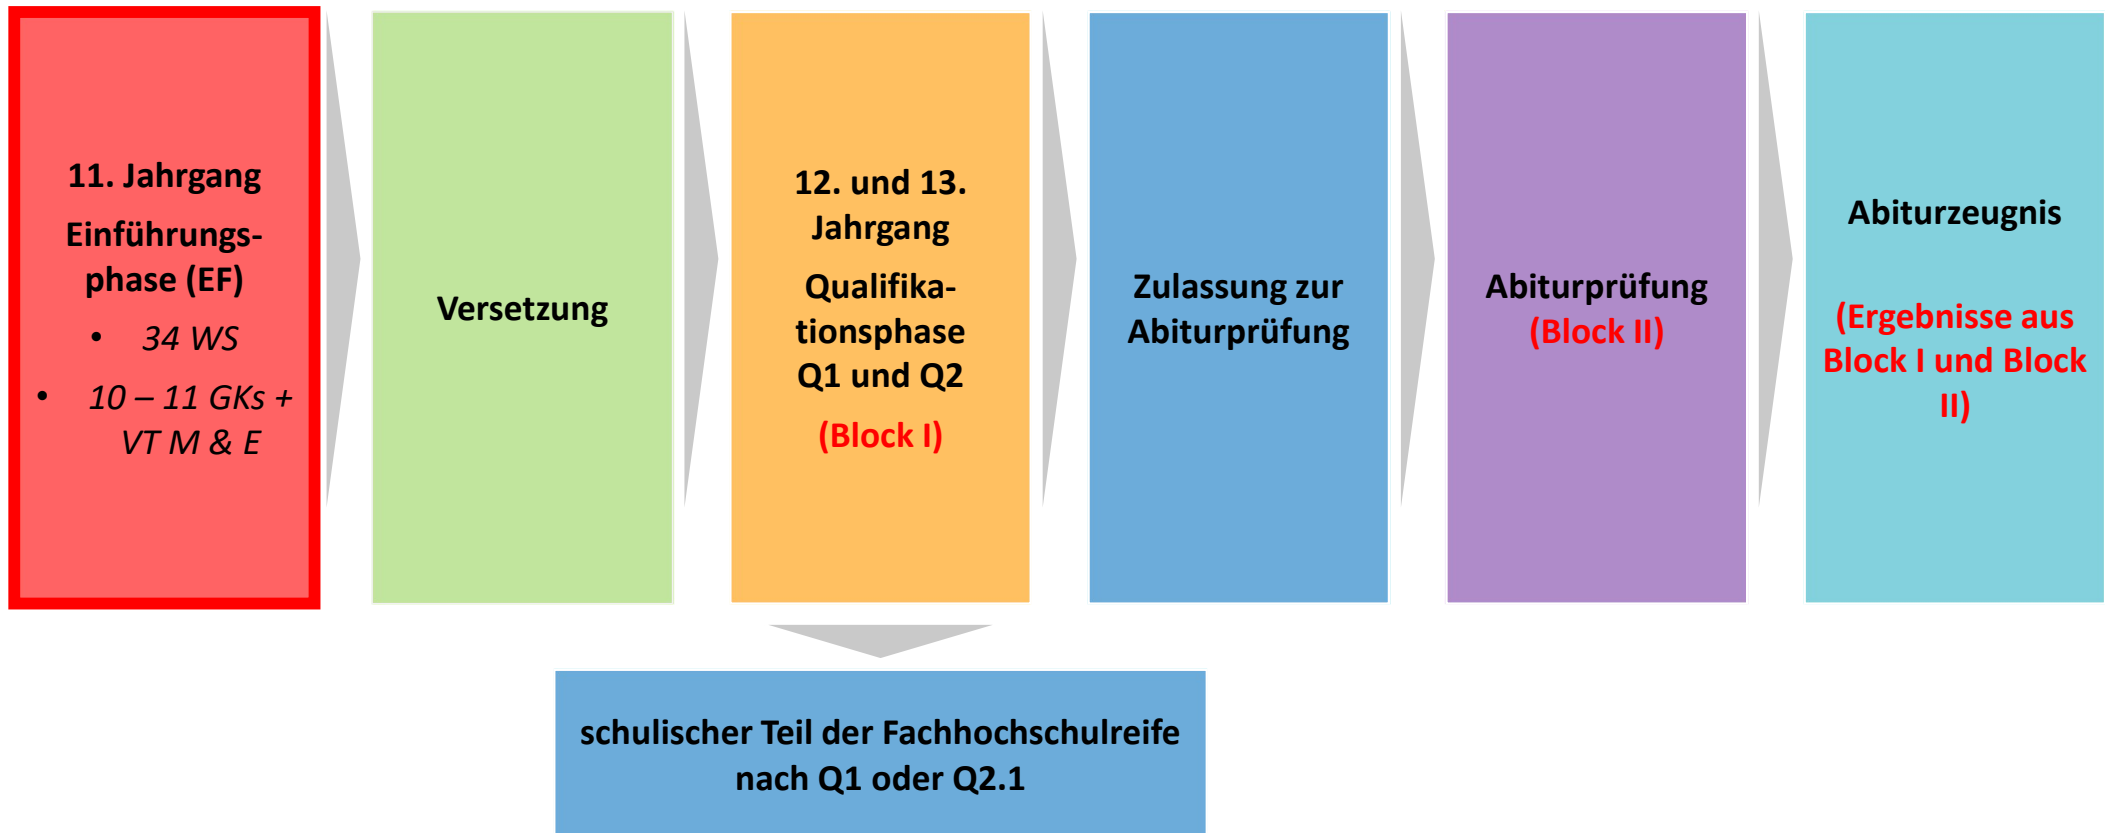 11. Jahrgang
Einführungs-
phase (EF)
• 34 WS
• 10 – 11 GKs +
VT M & E
Versetzung
12. und 13.
Jahrgang
Qualifika-
tionsphase
Q1 und Q2
(Block I)
Zulassung zur
Abiturprüfung
Abiturprüfung
(Block II)
Abiturzeugnis
(Ergebnisse aus
Block I und Block
II)
schulischer Teil der Fachhochschulreife
nach Q1 oder Q2.1